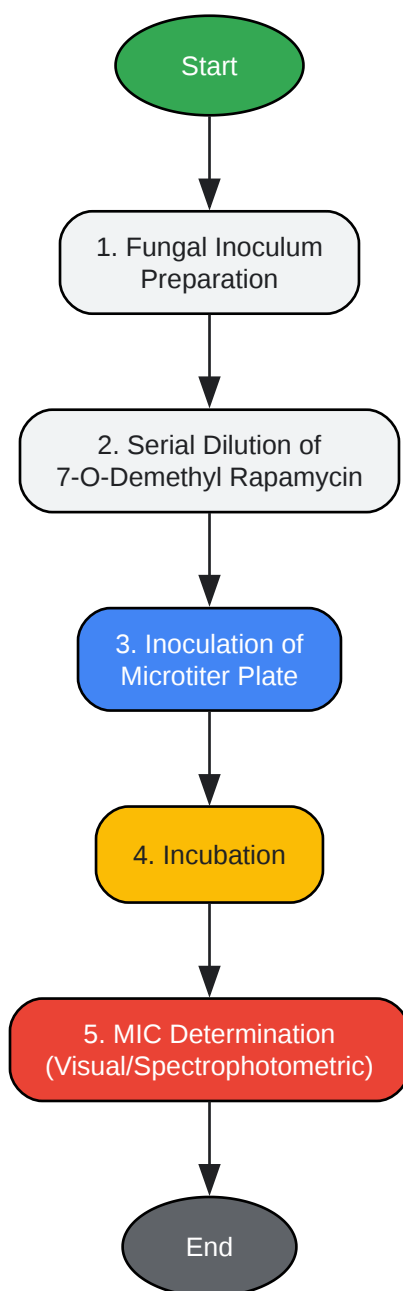 Start
1. Fungal Inoculum
Preparation
2. Serial Dilution of
7-O-Demethyl Rapamycin
3. Inoculation of
Microtiter Plate
4. Incubation
5. MIC Determination
(Visual/Spectrophotometric)
End